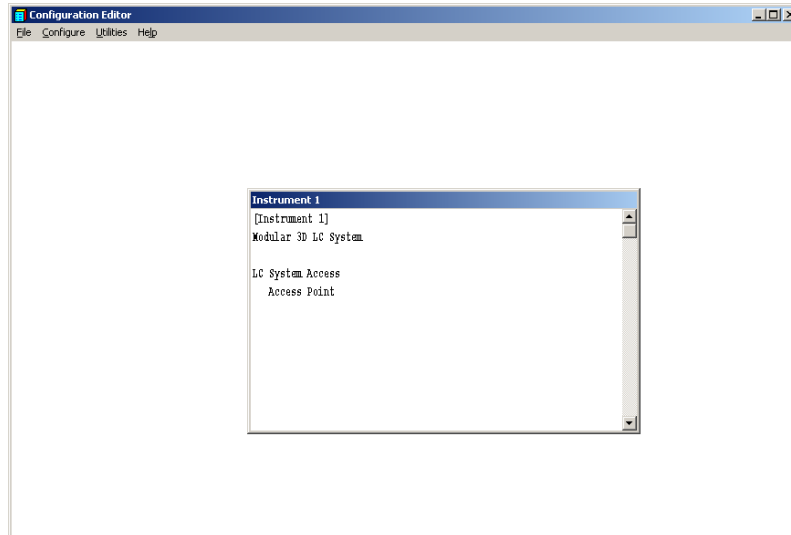 Configuration Editor
File Configure Utilities Help
Instrument 1
[Instrument 1]
Modular 3D LC System
LC System Access
Access Point